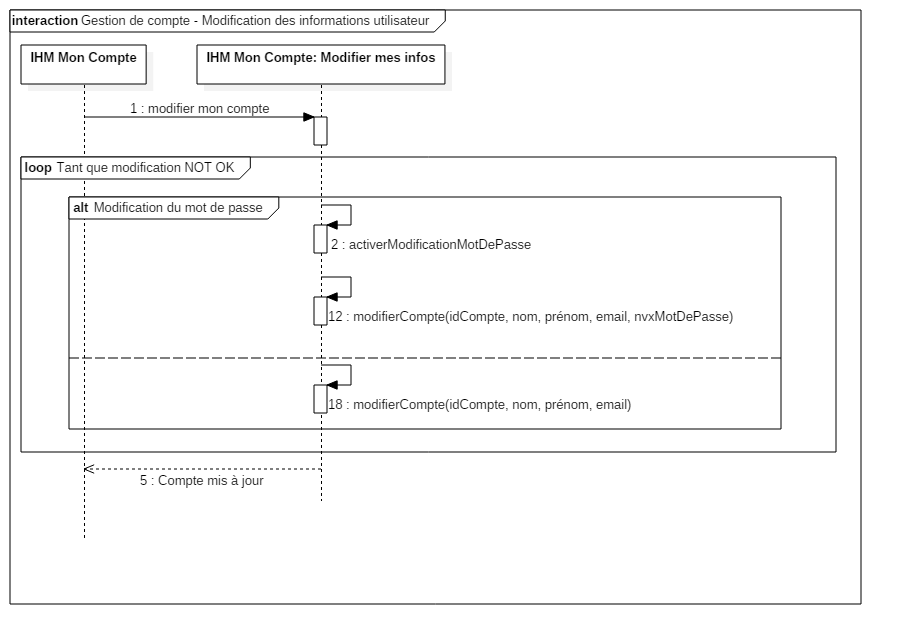 interaction Gestion de compte - Modification des informations utilisateur
IHM Mon Compte
IHM Mon Compte: Modifier mes infos
1 : modifier mon compte
loop Tant que modification NOT OK
alt Modification du mot de passe
2 : activerModificationMotDePasse
12 : modifierCompte(idCompte, nom, prénom, email, nvxMotDePasse)
18 : modifierCompte(idCompte, nom, prénom, email)
5 : Compte mis à jour